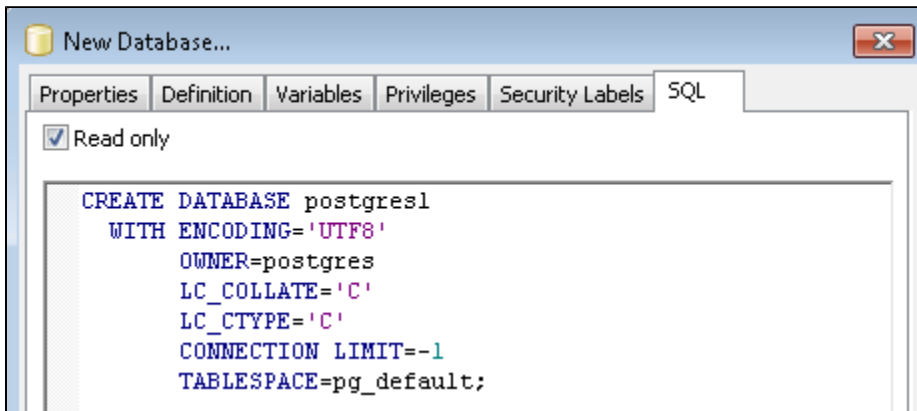 New Database...
Properties Definition Variables Privileges Security Labels SQL
Read only
CREATE DATABASE postgres1
WITH ENCODING='UTF8'
OWNER=postgres
LC_COLLATE='C'
LC_CTYPE='C'
CONNECTION LIMIT=-1
TABLESPACE=pg_default;